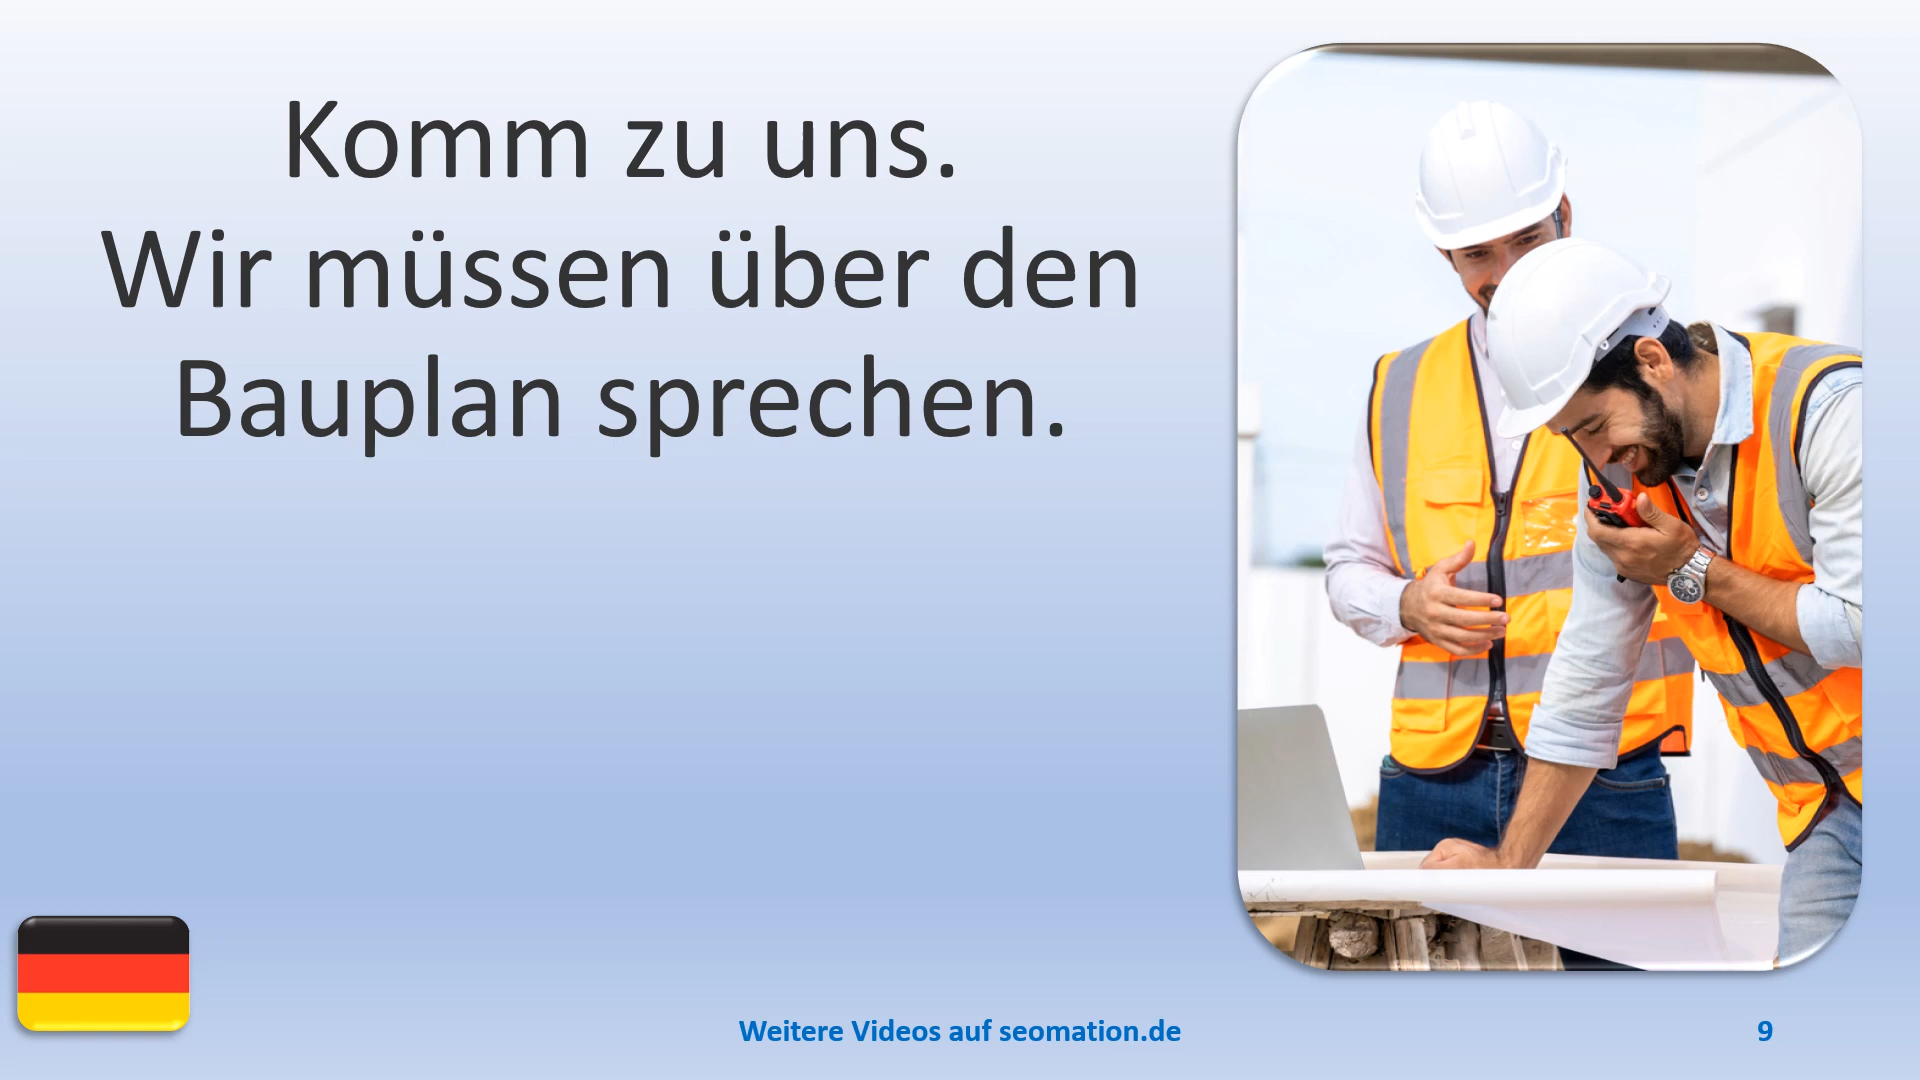 Komm zu uns.
Wir müssen über den
Bauplan sprechen.
Weitere Videos auf seomation.de
9